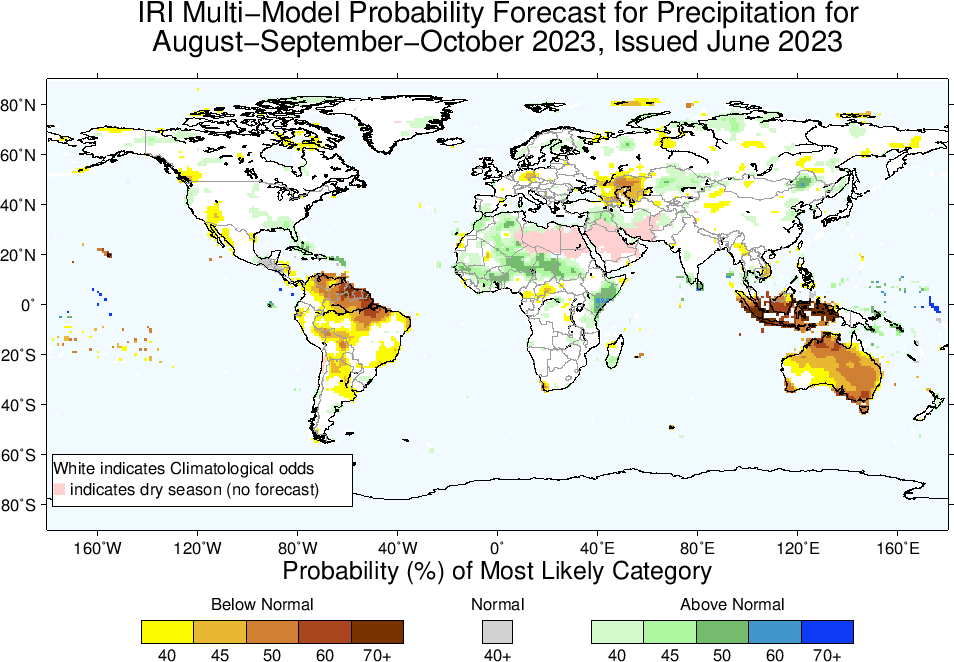 IRI Multi−Model Probability Forecast for Precipitation for
August−September−October 2023, Issued June 2023
80˚N
60˚N
40˚N
20˚N
0˚
20˚S
40˚S
60˚S
80˚S
White indicates Climatological odds
indicates dry season (no forecast)
160˚W 120˚W 80˚W 40˚W 0˚ 40˚E 80˚E 120˚E 160˚E
Probability (%) of Most Likely Category
Below Normal Normal Above Normal
40 45 50 60 70+ 40+ 40 45 50 60 70+